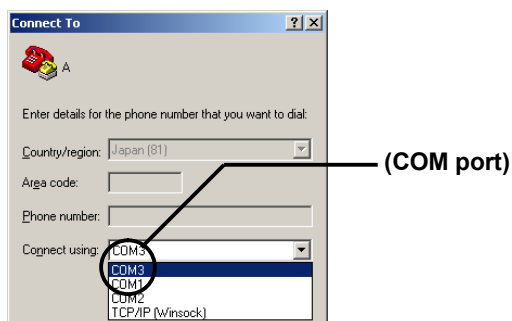 Connect To
A
Enter details for the phone number that you want to dial:
Country/region: Japan (81)
(COM port)
Area code:
Phone number:
Connect using: COM3
COM3
COM1
COM2
TCP/IP (Winsock)